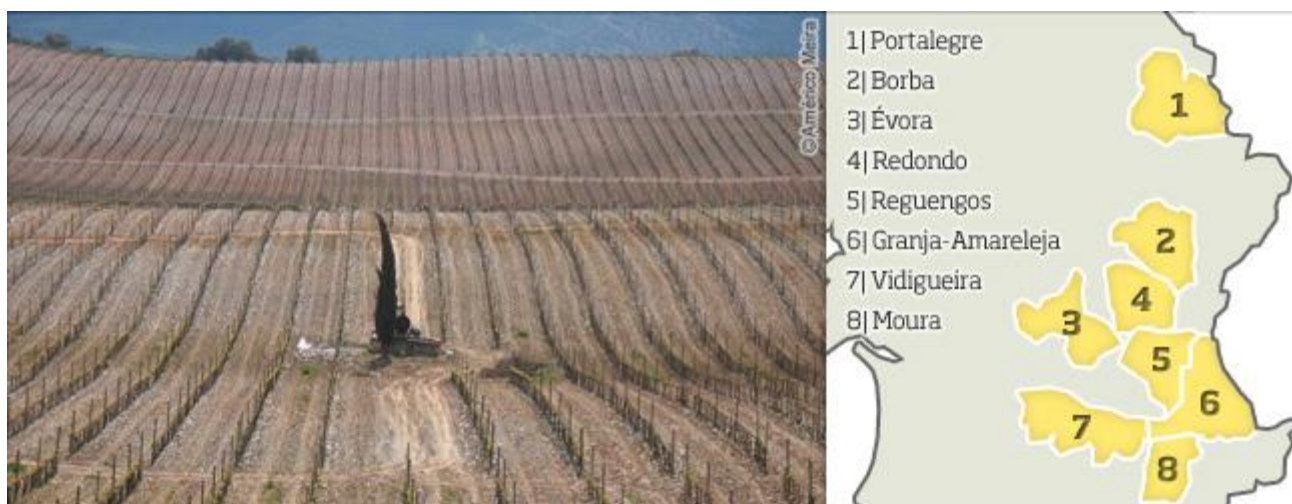 ©Américo Meira
1| Portalegre
2| Borba
3| Évora
4| Redondo
5| Reguengos
6| Granja-Amareleja
7| Vidigueira
8| Moura
1
2
4
3
5
6
7
8